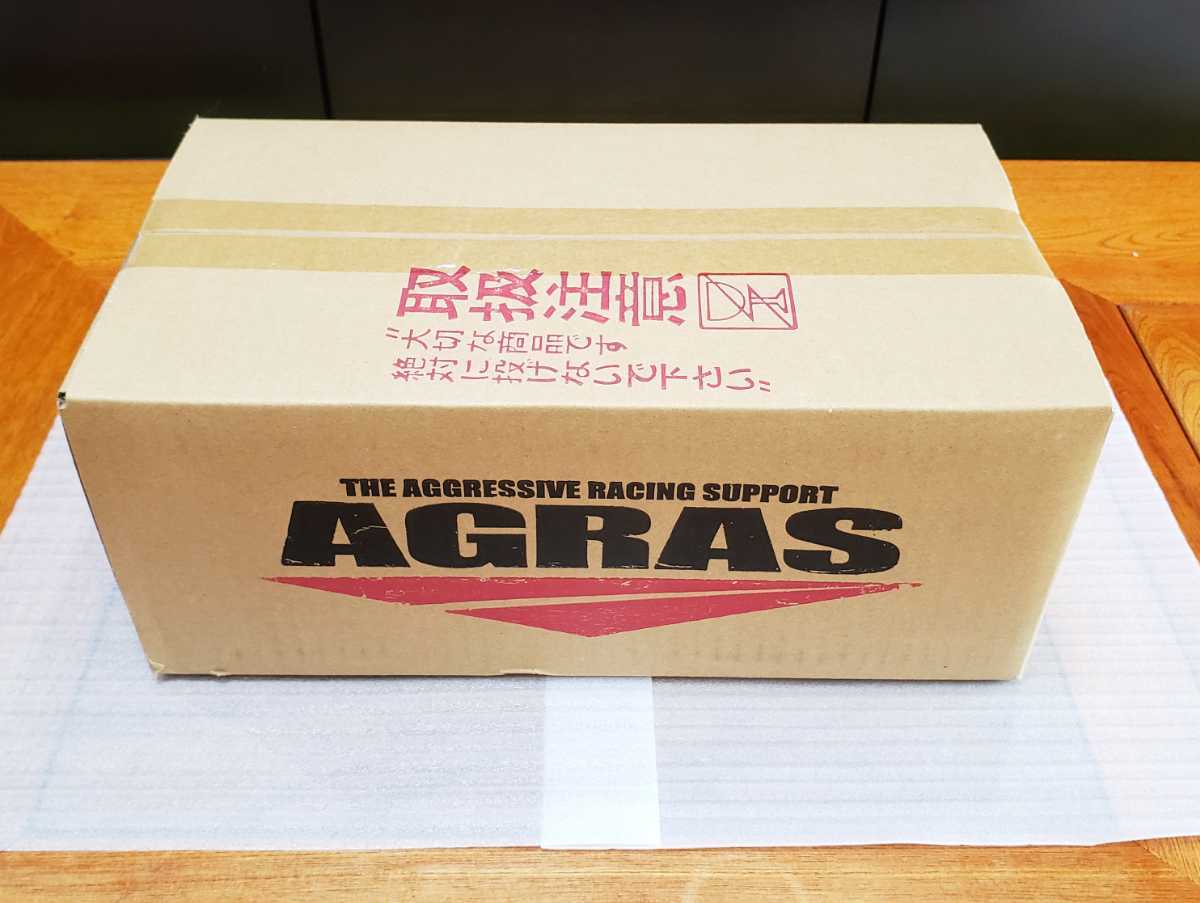 取扱注意
“大切な商品です
絶対に投げないで下さい”
THE AGGRESSIVE RACING SUPPORT
AGRAS